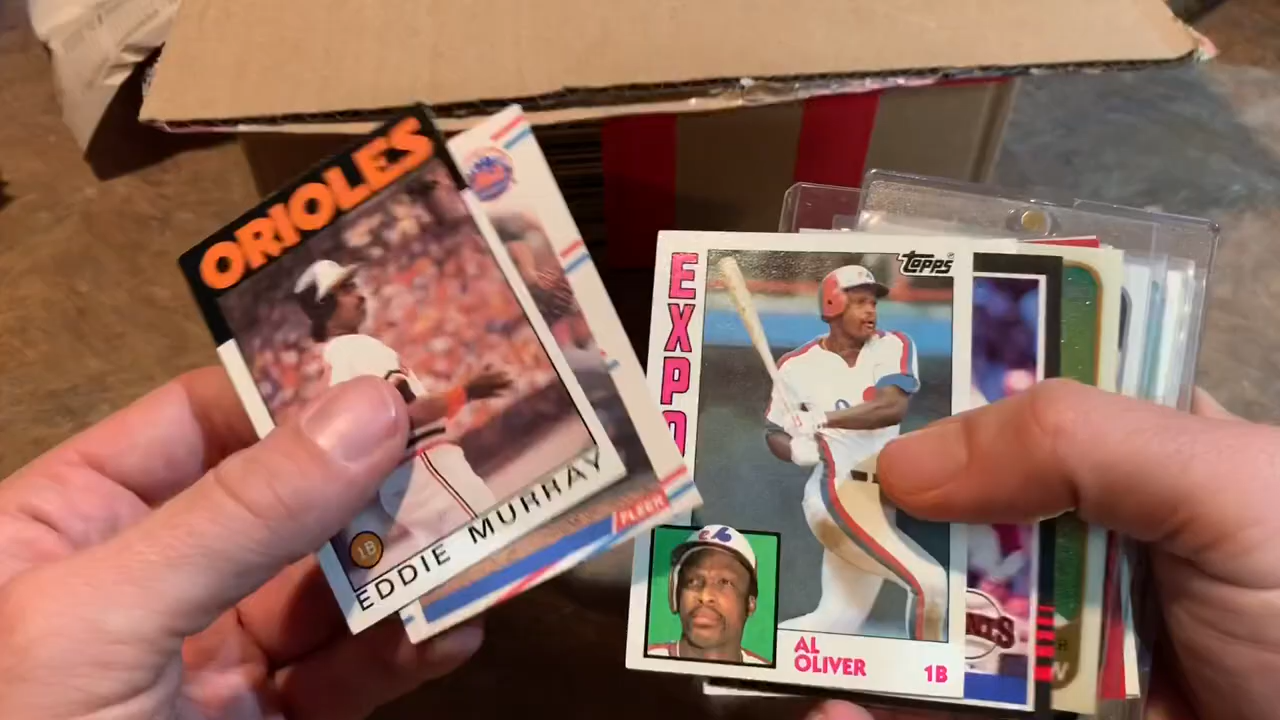 ORIOLES
1B
EDDIE MURRAY
FLEER
EXPO
TOPPS
AL
OLIVER
1B